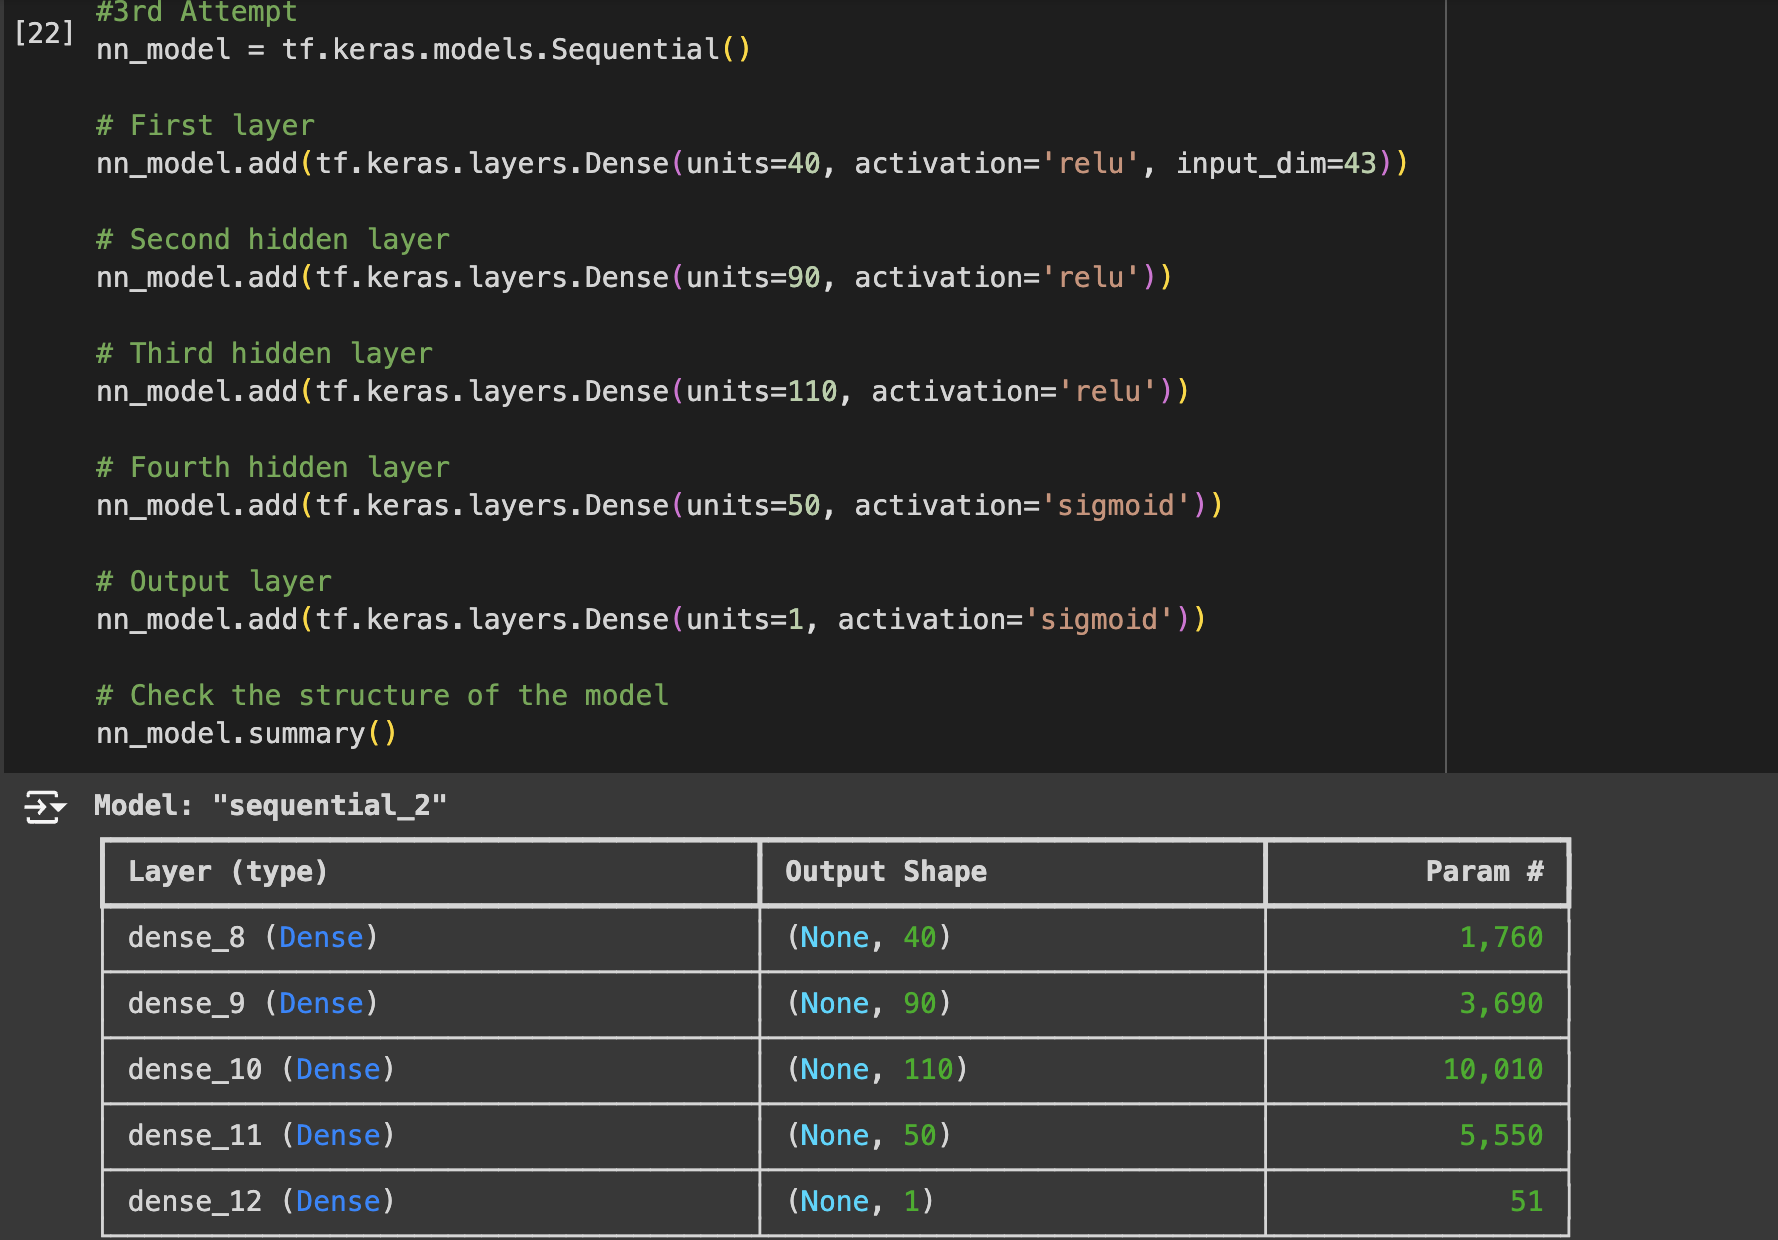 #3rd Attempt
[22]
nn_model = tf.keras.models.Sequential()
# First layer
nn_model.add(tf.keras.layers.Dense(units=40, activation='relu', input_dim=43))
# Second hidden layer
nn_model.add(tf.keras.layers.Dense(units=90, activation='relu'))
# Third hidden layer
nn_model.add(tf.keras.layers.Dense(units=110, activation='relu'))
# Fourth hidden layer
nn_model.add(tf.keras.layers.Dense(units=50, activation='sigmoid'))
# Output layer
nn_model.add(tf.keras.layers.Dense(units=1, activation='sigmoid'))
# Check the structure of the model
nn_model.summary()
Model: "sequential_2"
Layer (type) Output Shape Param #
dense_8 (Dense) (None, 40) 1,760
dense_9 (Dense) (None, 90) 3,690
dense_10 (Dense) (None, 110) 10,010
dense_11 (Dense) (None, 50) 5,550
dense_12 (Dense) (None, 1) 51